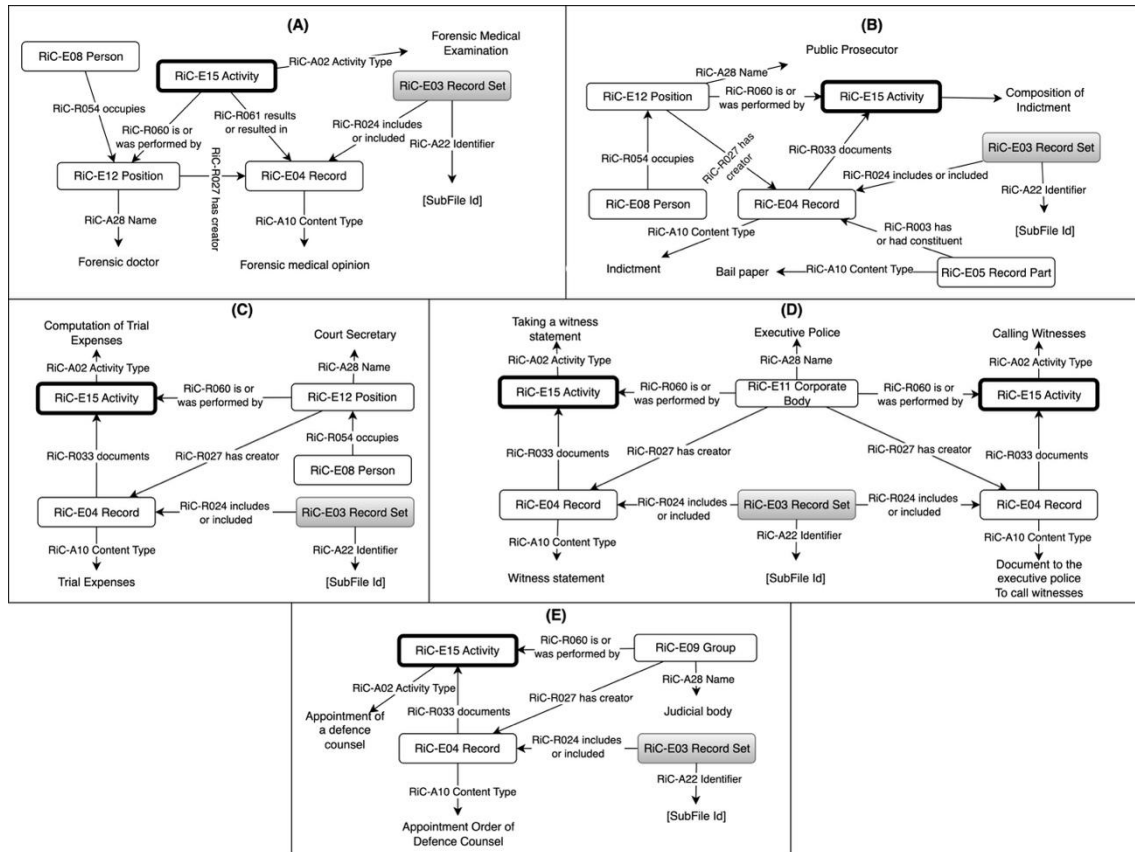 (A)
RiC-E08 Person
RiC-E15 Activity
RiC-A02 Activity Type
Forensic Medical
Examination
RiC-E03 Record Set
RiC-R054 occupies
RiC-R060 is or
was performed by
RiC-R061 results
or resulted in
RiC-R024 includes
or included
RiC-A22 Identifier
RiC-E12 Position
RiC-R027 has creator
RiC-E04 Record
[SubFile Id]
RiC-A28 Name
RiC-A10 Content Type
Forensic doctor
Forensic medical opinion
(B)
Public Prosecutor
RiC-A28 Name
RiC-E12 Position
RiC-R060 is or
was performed by
RiC-E15 Activity
Composition of
Indictment
RiC-R054 occupies
RiC-R027 has
creator
RiC-R033 documents
RiC-E03 Record Set
RiC-R024 includes or included
RiC-A22 Identifier
RiC-E08 Person
RiC-E04 Record
[SubFile Id]
RiC-A10 Content Type
RiC-R003 has
or had constituent
Indictment
Bail paper
RiC-A10 Content Type
RiC-E05 Record Part
(C)
Computation of Trial
Expenses
Court Secretary
RiC-A02 Activity Type
RiC-A28 Name
RiC-E15 Activity
RiC-R060 is or
was performed by
RiC-E12 Position
RiC-R054 occupies
RiC-R033 documents
RiC-R027 has creator
RiC-E08 Person
RiC-E04 Record
RiC-R024 includes
or included
RiC-E03 Record Set
RiC-A10 Content Type
RiC-A22 Identifier
Trial Expenses
[SubFile Id]
(D)
Taking a witness
statement
Executive Police
Calling Witnesses
RiC-A02 Activity Type
RiC-A28 Name
RiC-A02 Activity Type
RiC-E15 Activity
RiC-R060 is or
was performed by
RiC-E11 Corporate
Body
RiC-R060 is or
was performed by
RiC-E15 Activity
RiC-R033 documents
RiC-R027 has creator
RiC-R027 has creator
RiC-R033 documents
RiC-E04 Record
RiC-R024 includes
or included
RiC-E03 Record Set
RiC-R024 includes
or included
RiC-E04 Record
RiC-A10 Content Type
RiC-A22 Identifier
RiC-A10 Content Type
Witness statement
[SubFile Id]
Document to the
executive police
To call witnesses
(E)
RiC-E15 Activity
RiC-R060 is or
was performed by
RiC-E09 Group
RiC-A02 Activity Type
RiC-A28 Name
RiC-R027 has creator
Appointment of
a defence
counsel
RiC-R033 documents
Judicial body
RiC-E04 Record
RiC-R024 includes
or included
RiC-E03 Record Set
RiC-A10 Content Type
RiC-A22 Identifier
Appointment Order of
Defence Counsel
[SubFile Id]